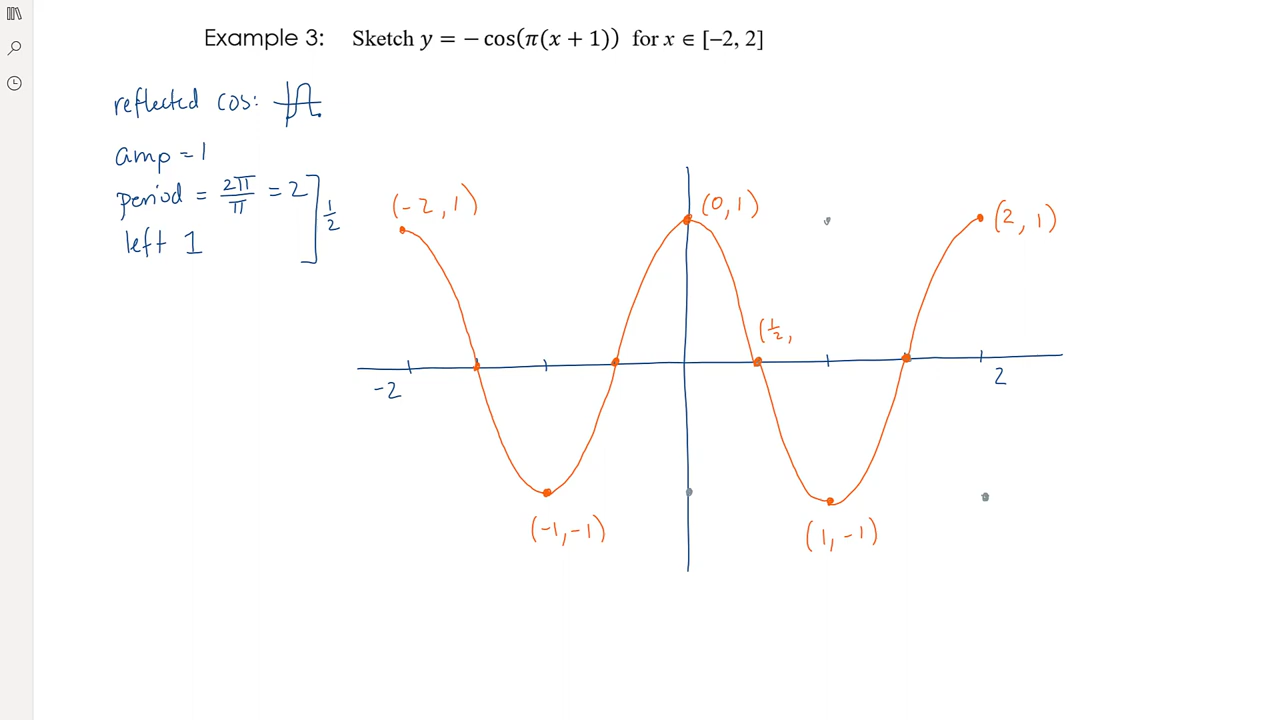 Example 3: Sketch y = − cos(π(x + 1)) for x ∈ [−2, 2]
reflected cos:
amp = 1
period = 2π/π = 2
left 1
1/2
(-2, 1)
(0, 1)
(2, 1)
(1/2,
-2
2
(-1, -1)
(1, -1)